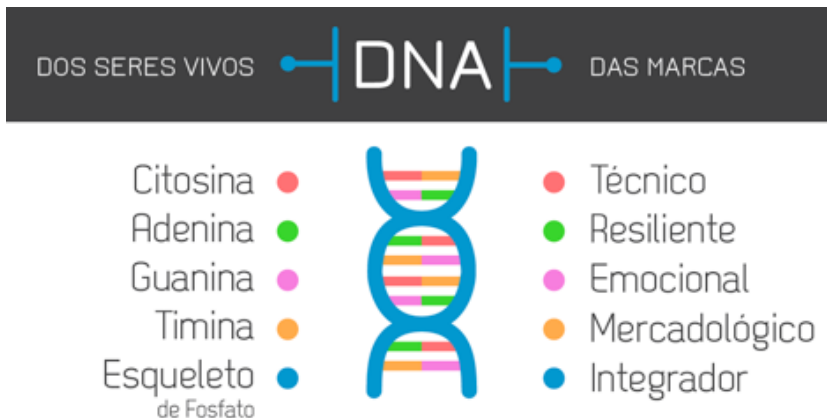 DOS SERES VIVOS DNA DAS MARCAS
Citosina Técnico
Adenina Resiliente
Guanina Emocional
Timina Mercadológico
Esqueleto Integrador
de Fosfato